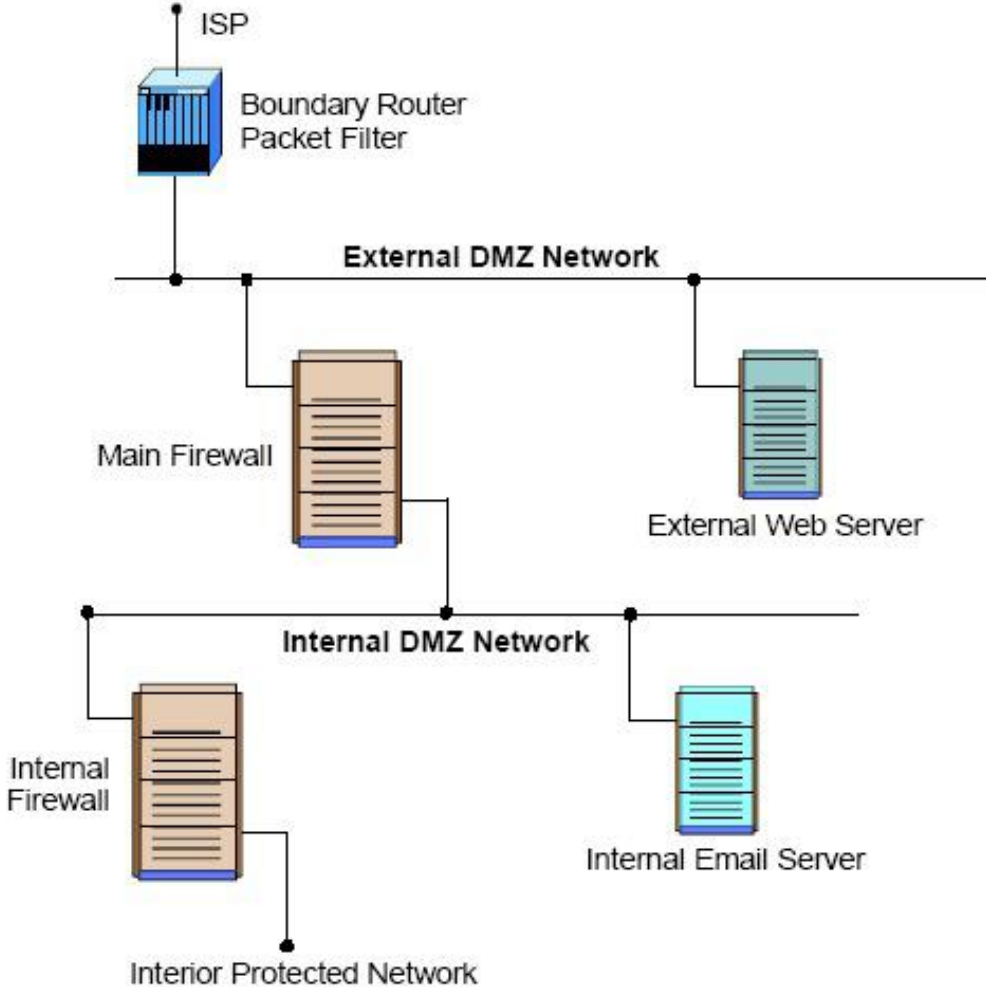 ISP
Boundary Router
Packet Filter
External DMZ Network
Main Firewall
External Web Server
Internal DMZ Network
Internal
Firewall
Internal Email Server
Interior Protected Network